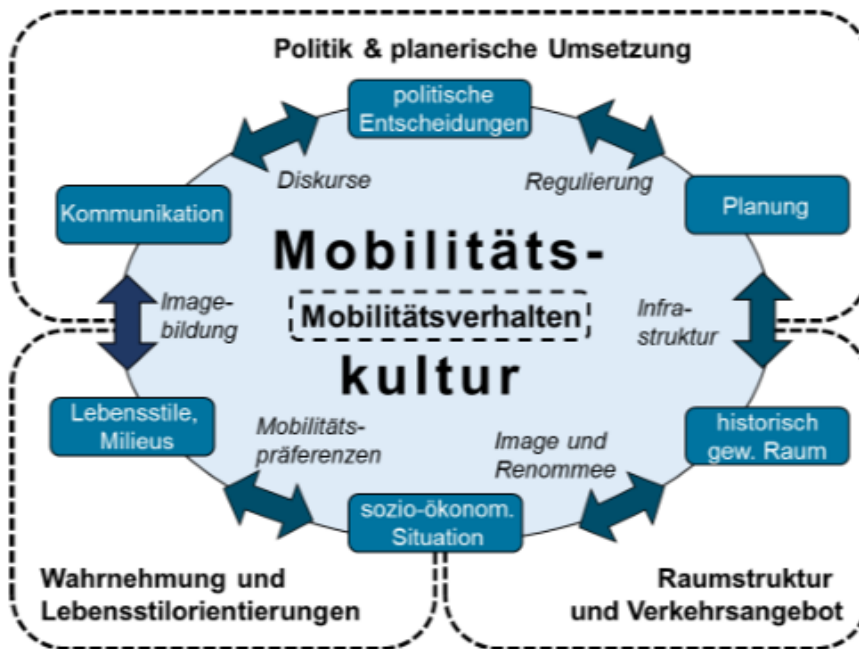 Politik & planerische Umsetzung
politische
Entscheidungen
Diskurse
Regulierung
Kommunikation
Planung
Mobilitäts-
Image-
bildung
Mobilitätsverhalten
Infra-
struktur
kultur
Lebensstile,
Milieus
Mobilitäts-
präferenzen
Image und
Renommee
historisch
gew. Raum
sozio-ökonom.
Situation
Wahrnehmung und
Lebensstilorientierungen
Raumstruktur
und Verkehrsangebot